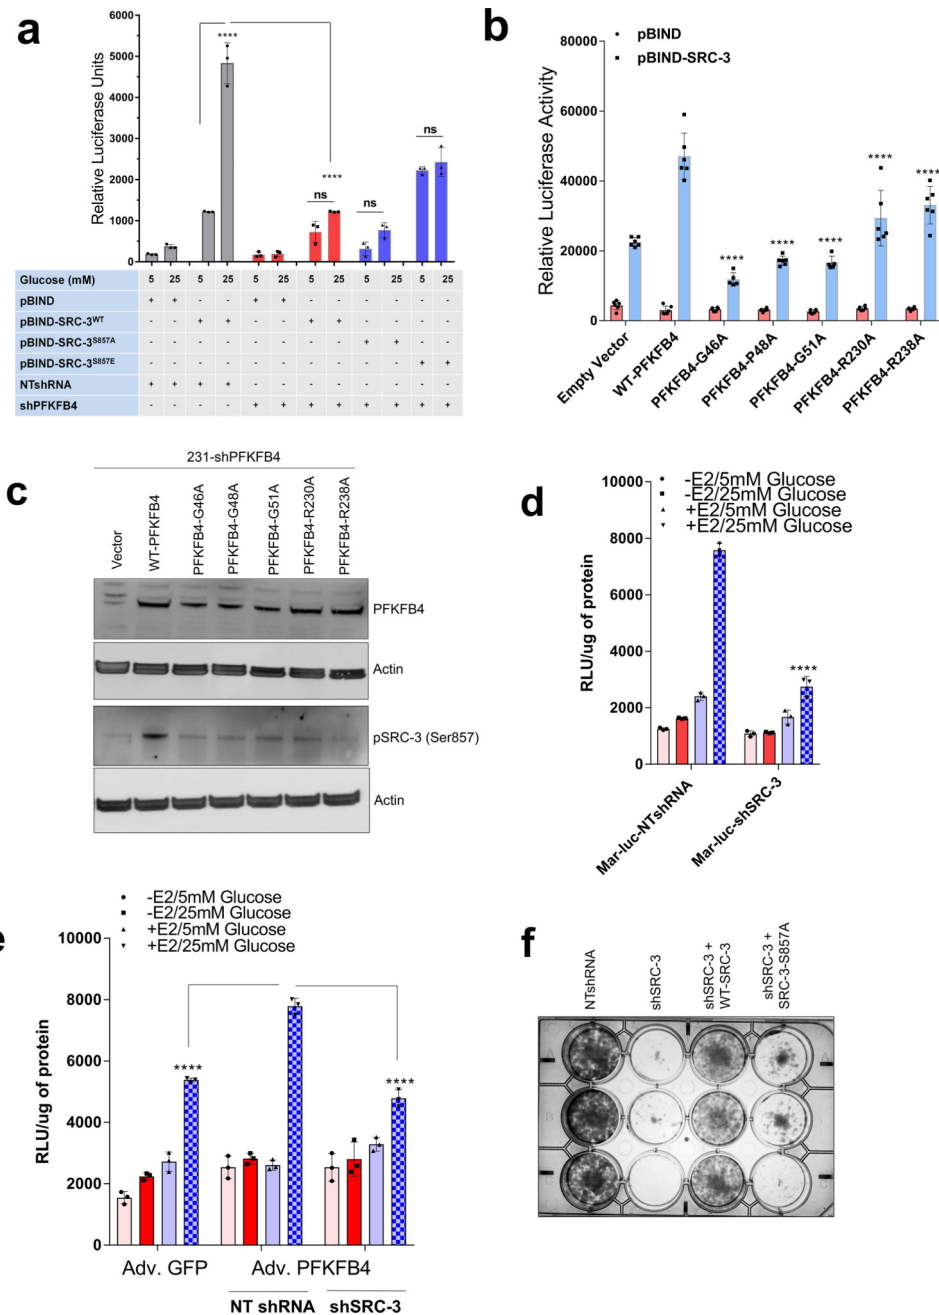 a
6000
5000
4000
3000
2000
1000
0
Relative Luciferase Units
****
ns
****
ns
ns
Glucose (mM) 5 25 5 25 5 25 5 25 5 25 5 25
pBIND + + - - + + - - - - - -
pBIND-SRC-3WT - - + + - - + + - - - -
pBIND-SRC-3S857A - - - - - - - - + + - -
pBIND-SRC-3S857E - - - - - - - - - - + +
NTshRNA + + + + - - - - - - - -
shPFKFB4 - - - - + + + + + + + +
b
pBIND
pBIND-SRC-3
80000
60000
40000
20000
0
Relative Luciferase Activity
****
****
****
****
****
Empty Vector
WT-PFKFB4
PFKFB4-G46A
PFKFB4-P48A
PFKFB4-G51A
PFKFB4-R230A
PFKFB4-R238A
c
231-shPFKFB4
Vector
WT-PFKFB4
PFKFB4-G46A
PFKFB4-G48A
PFKFB4-G51A
PFKFB4-R230A
PFKFB4-R238A
PFKFB4
Actin
pSRC-3 (Ser857)
Actin
d
-E2/5mM Glucose
-E2/25mM Glucose
+E2/5mM Glucose
+E2/25mM Glucose
10000
8000
6000
4000
2000
0
RLU/ug of protein
****
Mar-luc-NTshRNA
Mar-luc-shSRC-3
e
-E2/5mM Glucose
-E2/25mM Glucose
+E2/5mM Glucose
+E2/25mM Glucose
10000
8000
6000
4000
2000
0
RLU/ug of protein
****
****
Adv. GFP
Adv. PFKFB4
NT shRNA
shSRC-3
f
NTshRNA
shSRC-3
shSRC-3 +
WT-SRC-3
shSRC-3 +
SRC-3-S857A